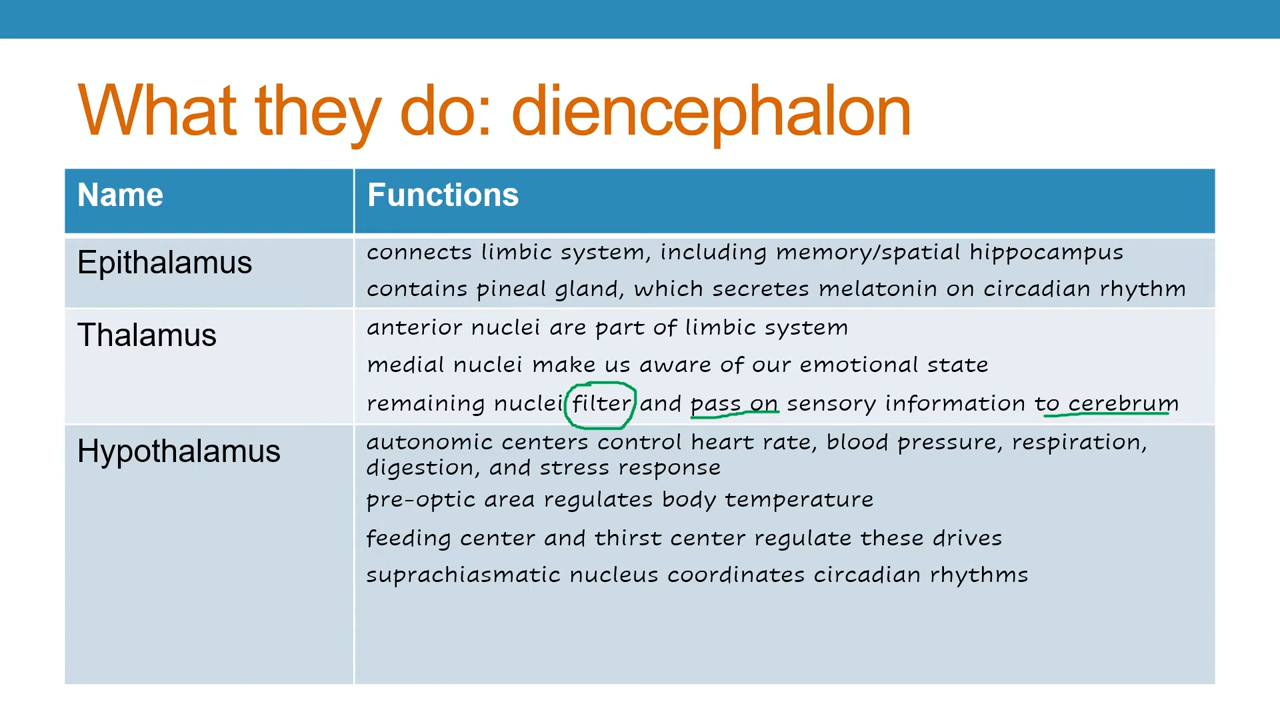 What they do: diencephalon
Name
Functions
Epithalamus
connects limbic system, including memory/spatial hippocampus
contains pineal gland, which secretes melatonin on circadian rhythm
Thalamus
anterior nuclei are part of limbic system
medial nuclei make us aware of our emotional state
remaining nuclei filter and pass on sensory information to cerebrum
Hypothalamus
autonomic centers control heart rate, blood pressure, respiration,
digestion, and stress response
pre-optic area regulates body temperature
feeding center and thirst center regulate these drives
suprachiasmatic nucleus coordinates circadian rhythms